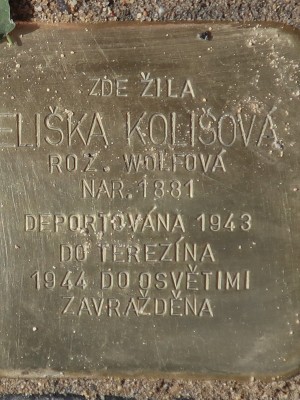 ZDE ŽILA
ELIŠKA KOLIŠOVÁ
ROZ. WOLFOVÁ
NAR. 1881
DEPORTOVÁNA 1943
DO TEREZÍNA
1944 DO OSVĚTIMI
ZAVRAŽDĚNA